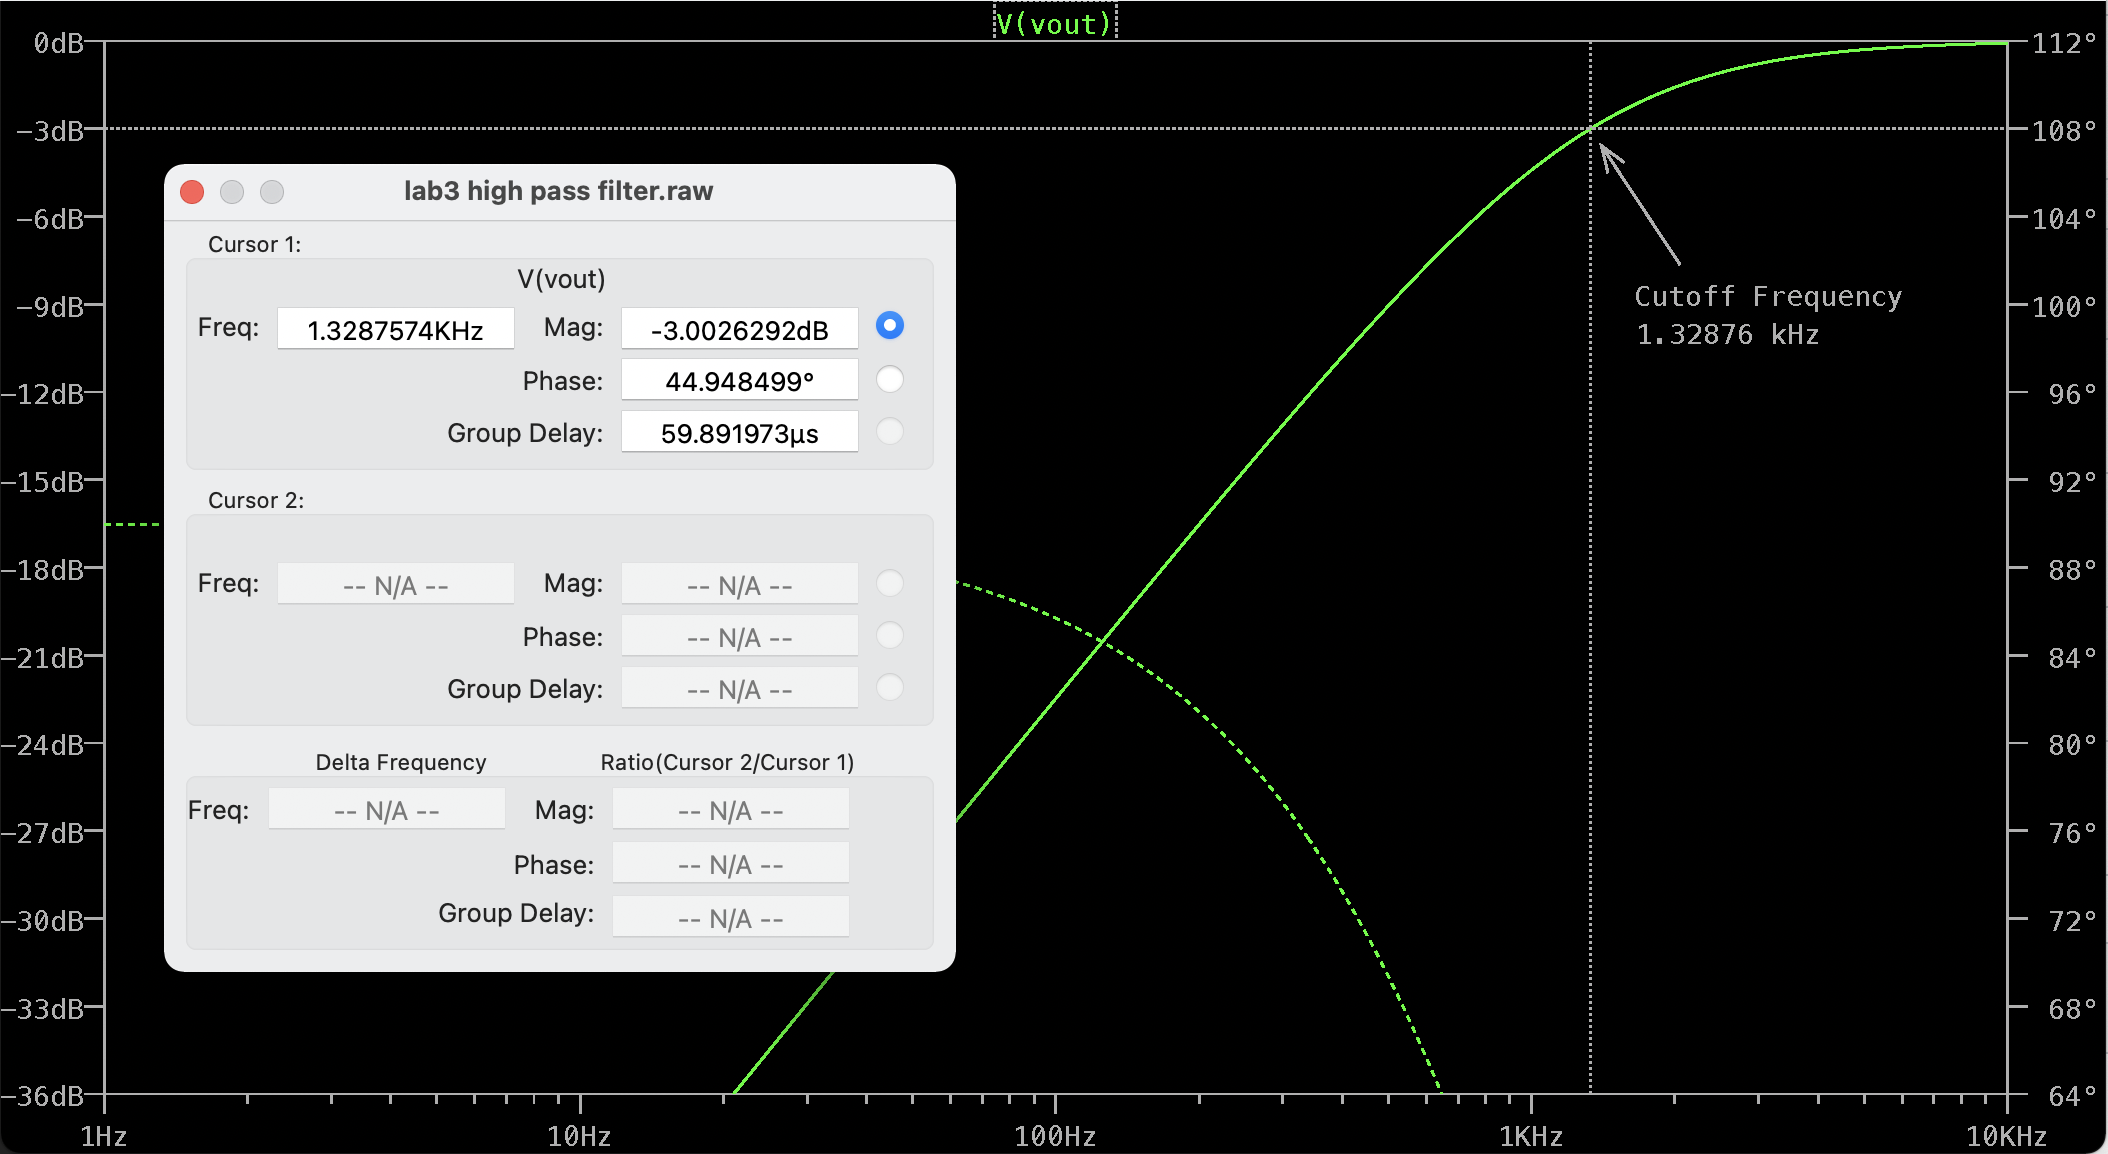 V(vout)
0dB
112°
-3dB
108°
-6dB
104°
-9dB
100°
-12dB
96°
-15dB
92°
-18dB
88°
-21dB
84°
-24dB
80°
-27dB
76°
-30dB
72°
-33dB
68°
-36dB
64°
lab3 high pass filter.raw
Cursor 1:
V(vout)
Freq: 1.3287574KHz Mag: -3.0026292dB
Phase: 44.948499°
Group Delay: 59.891973µs
Cursor 2:
Freq: -- N/A -- Mag: -- N/A --
Phase: -- N/A --
Group Delay: -- N/A --
Delta Frequency Ratio(Cursor 2/Cursor 1)
Freq: -- N/A -- Mag: -- N/A --
Phase: -- N/A --
Group Delay: -- N/A --
Cutoff Frequency
1.32876 kHz
1Hz 10Hz 100Hz 1KHz 10KHz